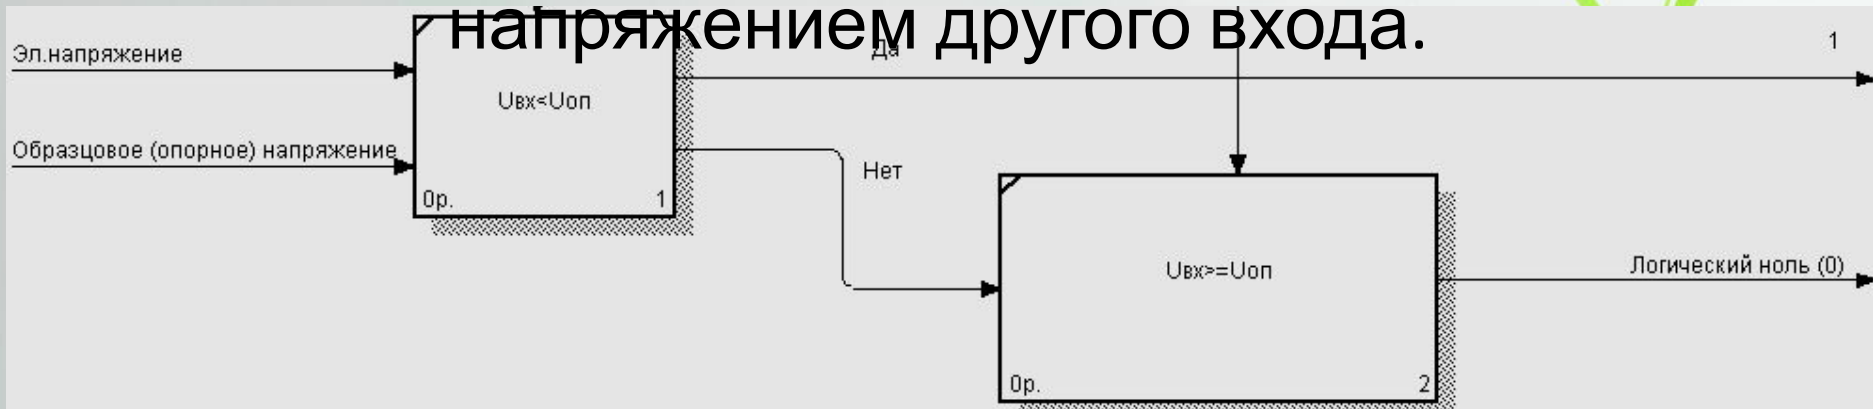 напряжением другого входа.
Эл.напряжение
Да
1
Uвх<Uоп
Образцовое (опорное) напряжение
Нет
0р. 1
Uвх>=Uоп
Логический ноль (0)
0р. 2